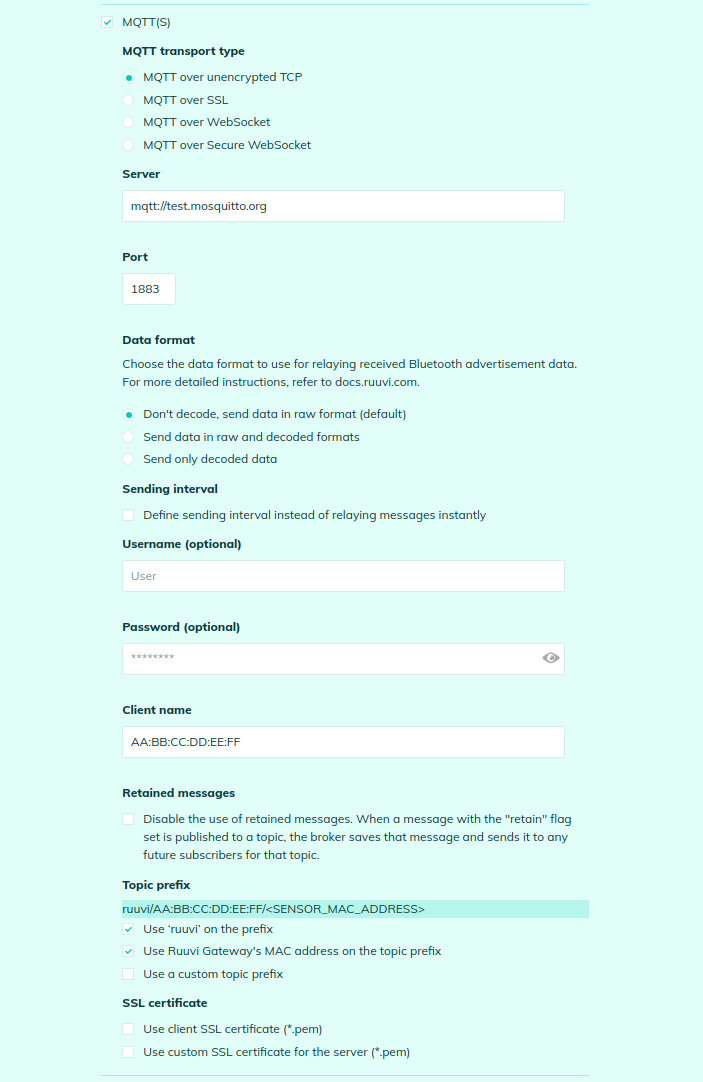 MQTT(S)
MQTT transport type
MQTT over unencrypted TCP
MQTT over SSL
MQTT over WebSocket
MQTT over Secure WebSocket
Server
mqtt://test.mosquitto.org
Port
1883
Data format
Choose the data format to use for relaying received Bluetooth advertisement data.
For more detailed instructions, refer to docs.ruuvi.com.
Don't decode, send data in raw format (default)
Send data in raw and decoded formats
Send only decoded data
Sending interval
Define sending interval instead of relaying messages instantly
Username (optional)
User
Password (optional)
********
Client name
AA:BB:CC:DD:EE:FF
Retained messages
Disable the use of retained messages. When a message with the "retain" flag
set is published to a topic, the broker saves that message and sends it to any
future subscribers for that topic.
Topic prefix
ruuvi/AA:BB:CC:DD:EE:FF/<SENSOR_MAC_ADDRESS>
Use ‘ruuvi’ on the prefix
Use Ruuvi Gateway's MAC address on the topic prefix
Use a custom topic prefix
SSL certificate
Use client SSL certificate (*.pem)
Use custom SSL certificate for the server (*.pem)